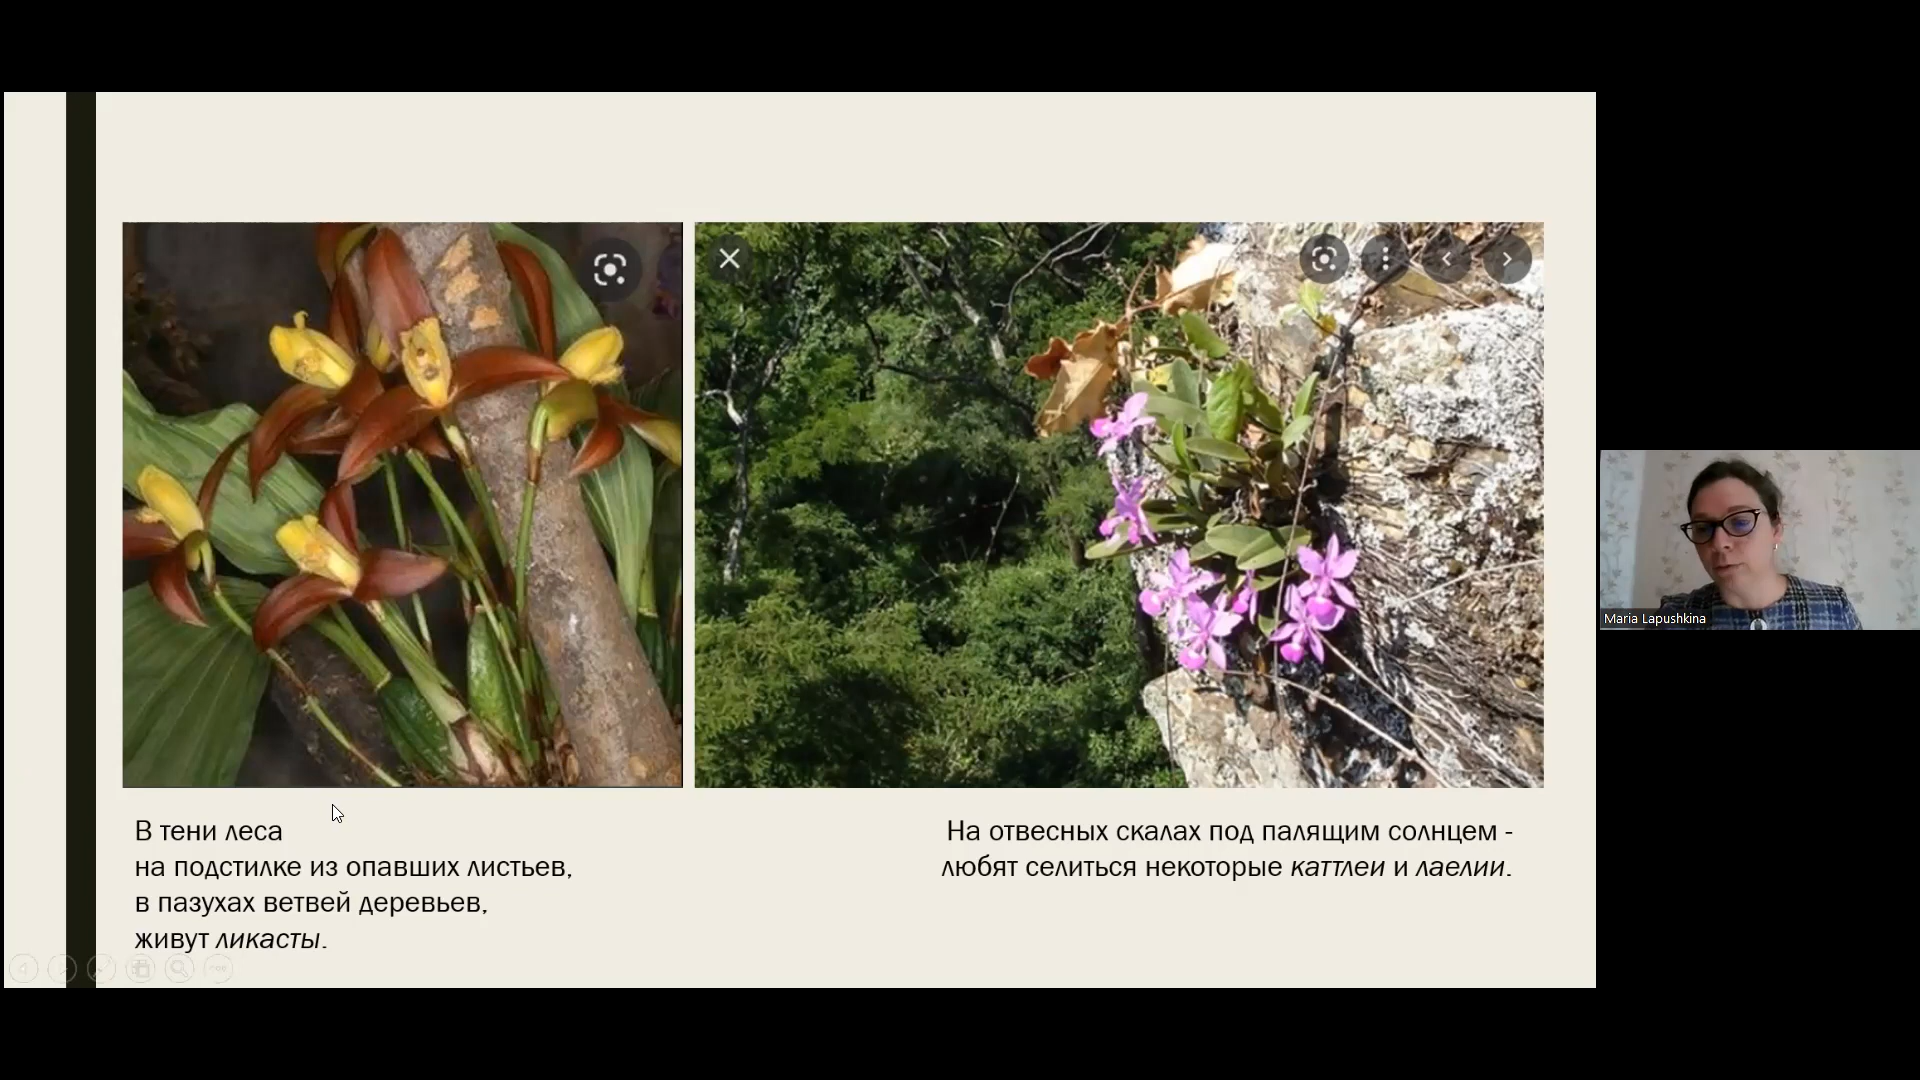 В тени леса
на подстилке из опавших листьев,
в пазухах ветвей деревьев,
живут ликасты.
На отвесных скалах под палящим солнцем -
любят селиться некоторые каттлеи и лаелии.
Maria Lapushkina